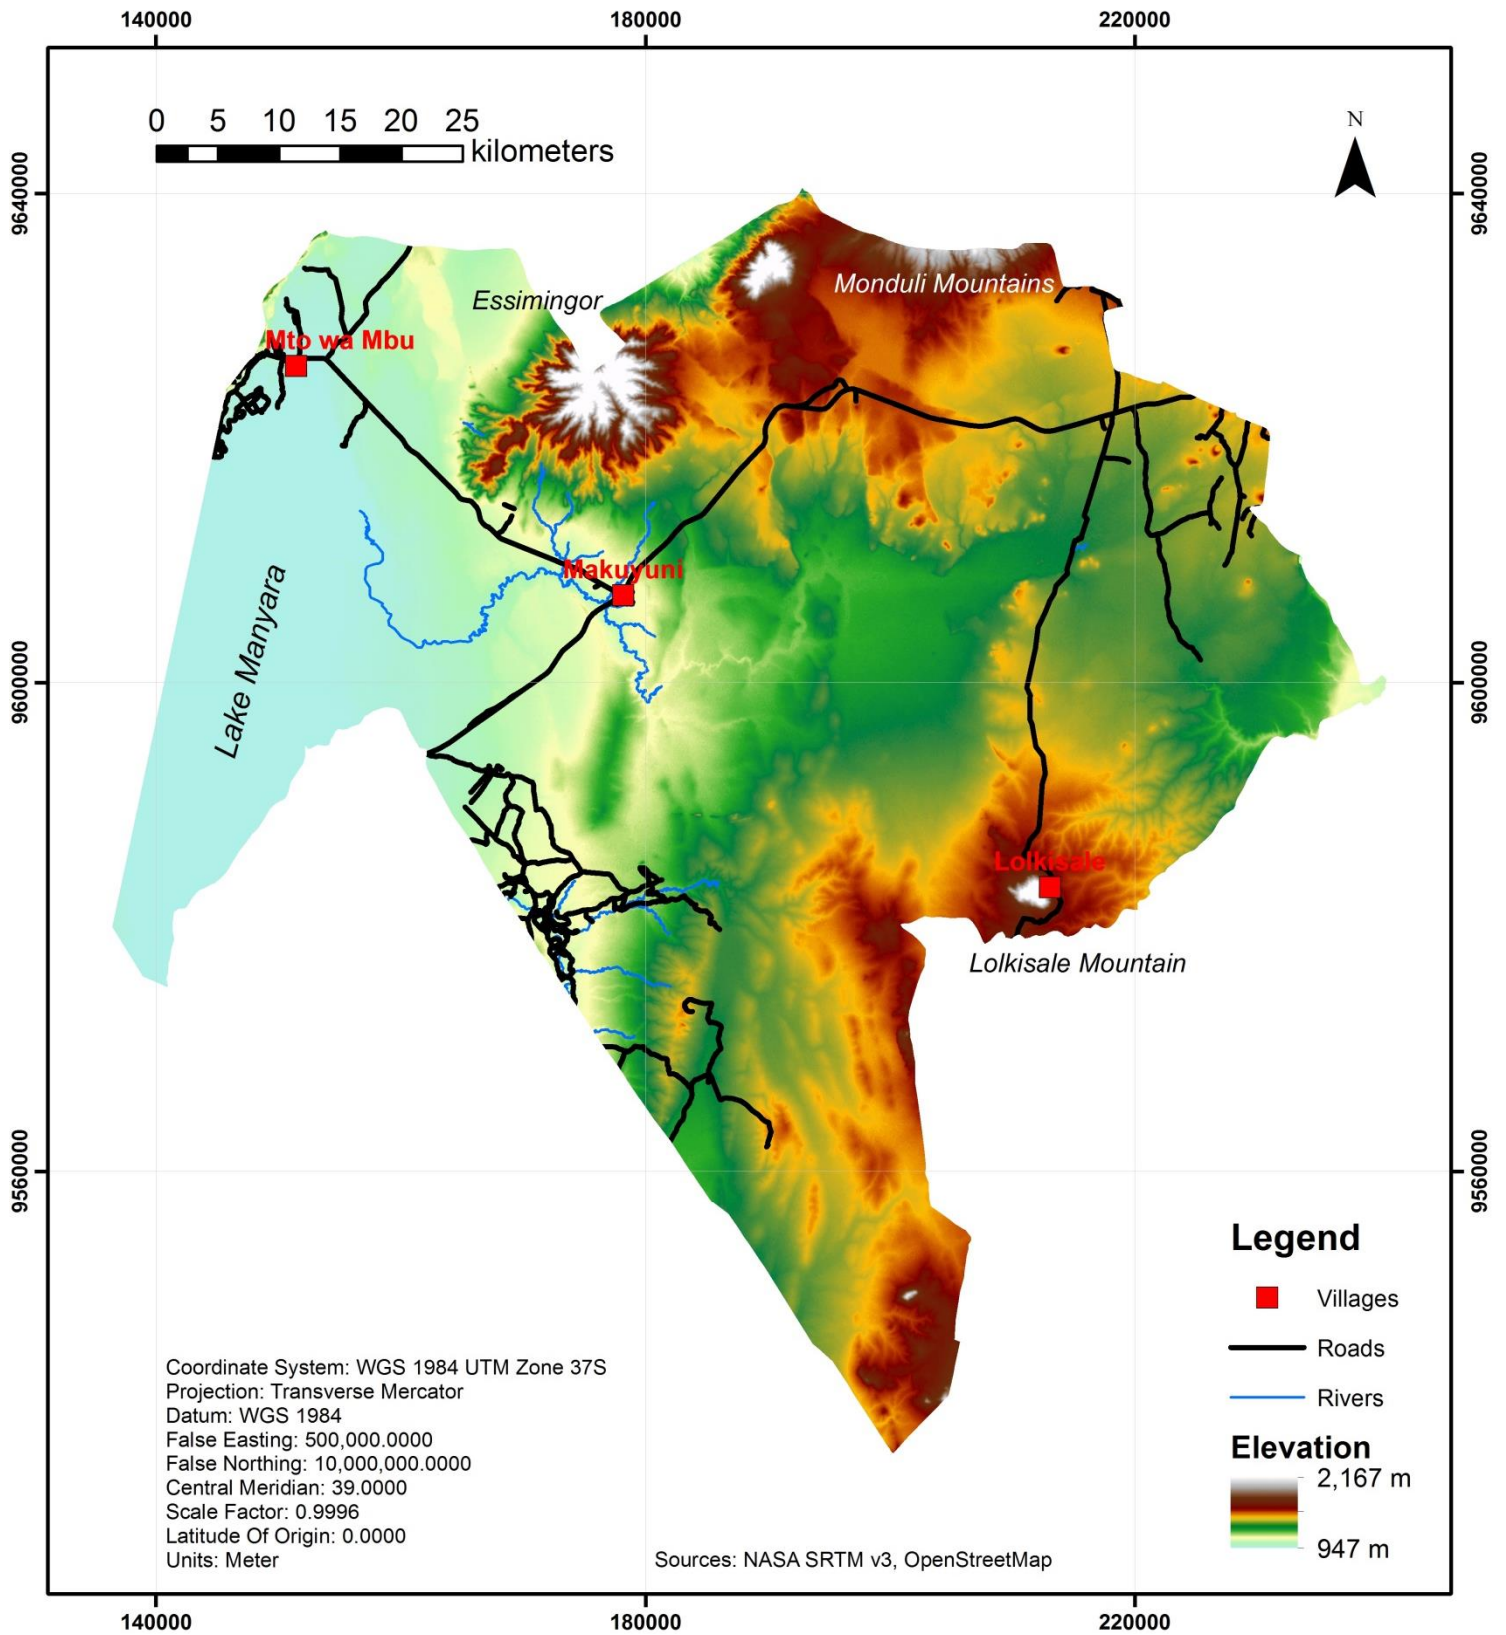 140000 180000 220000
0 5 10 15 20 25
kilometers
N
9640000 9640000
Monduli Mountains
Essimingor
Mto wa Mbu
Makuyuni
Lake Manyara
9600000 9600000
Lolkisale
Lolkisale Mountain
9560000 9560000
Legend
Villages
Roads
Rivers
Elevation
2,167 m
947 m
Coordinate System: WGS 1984 UTM Zone 37S
Projection: Transverse Mercator
Datum: WGS 1984
False Easting: 500,000.0000
False Northing: 10,000,000.0000
Central Meridian: 39.0000
Scale Factor: 0.9996
Latitude Of Origin: 0.0000
Units: Meter
Sources: NASA SRTM v3, OpenStreetMap
140000 180000 220000